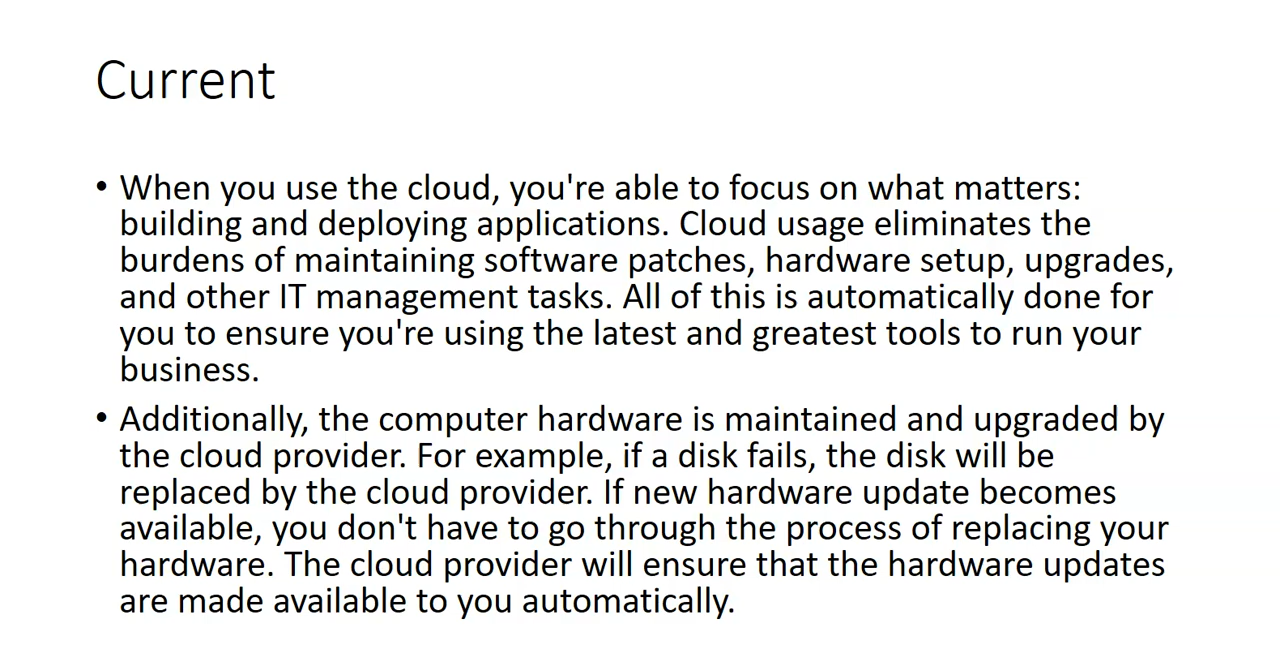 Current
• When you use the cloud, you're able to focus on what matters:
building and deploying applications. Cloud usage eliminates the
burdens of maintaining software patches, hardware setup, upgrades,
and other IT management tasks. All of this is automatically done for
you to ensure you're using the latest and greatest tools to run your
business.
• Additionally, the computer hardware is maintained and upgraded by
the cloud provider. For example, if a disk fails, the disk will be
replaced by the cloud provider. If new hardware update becomes
available, you don't have to go through the process of replacing your
hardware. The cloud provider will ensure that the hardware updates
are made available to you automatically.